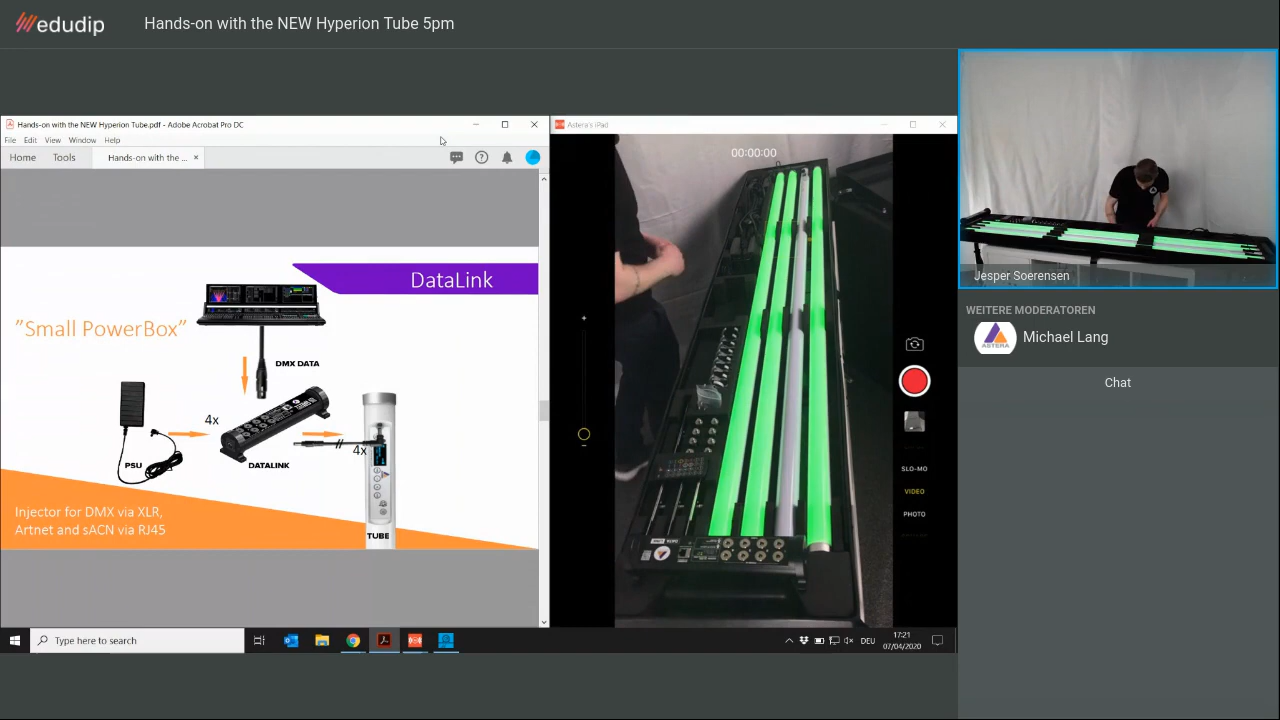 edudip
Hands-on with the NEW Hyperion Tube 5pm
Hands-on with the NEW Hyperion Tube.pdf - Adobe Acrobat Pro DC
File Edit View Window Help
Home Tools Hands-on with the ... ×
DataLink
"Small PowerBox"
DMX DATA
4x
PSU
DATALINK
4x
TUBE
Injector for DMX via XLR,
Artnet and sACN via RJ45
Astera's iPad
00:00:00
SLO-MO
VIDEO
PHOTO
Type here to search
DEU
17:21
07/04/2020
Jesper Soerensen
WEITERE MODERATOREN
ASTERA
Michael Lang
Chat